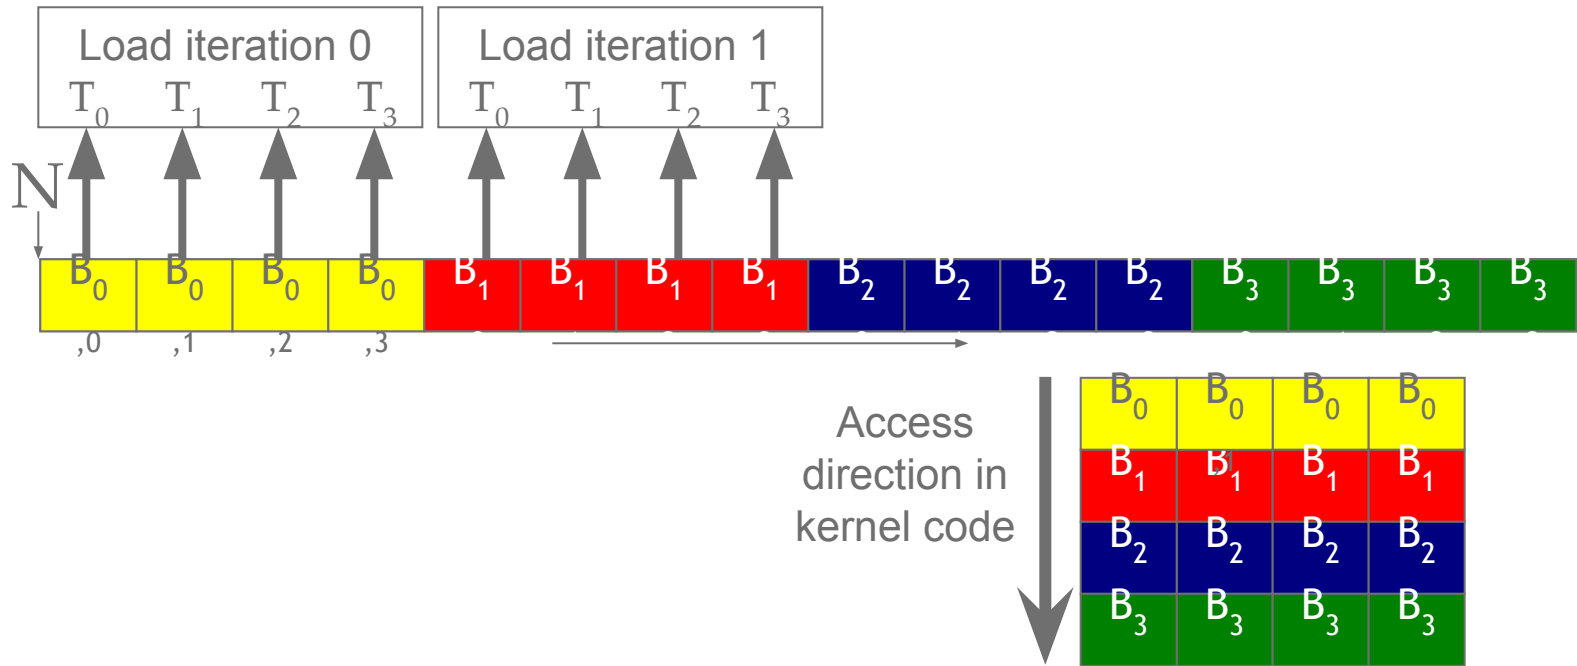 Load iteration 0 Load iteration 1
T0 T1 T2 T3 T0 T1 T2 T3
N
B0 B0 B0 B0 B1 B1 B1 B1 B2 B2 B2 B2 B3 B3 B3 B3
,0 ,1 ,2 ,3
Access
direction in
kernel code
B0 B0 B0 B0
B1 B1 B1 B1
B2 B2 B2 B2
B3 B3 B3 B3